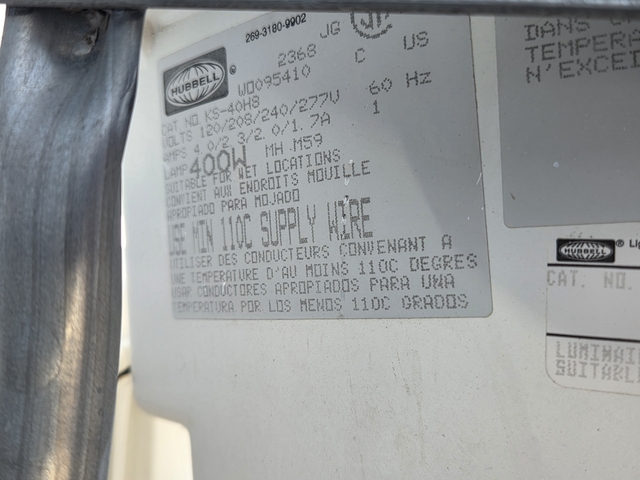 269-3180-9902
JG
HUBBELL ®
2368
C US
W0095410
CAT NO KS-40H8
60 Hz
VOLTS 120/208/240/277V
1
AMPS 4.0/2.3/2.0/1.7A
LAMP 400W MH M59
SUITABLE FOR WET LOCATIONS
CONVIENT AUX ENDROITS MOUILLE
APROPIADO PARA MOJADO
USE MIN 110C SUPPLY WIRE
UTILISER DES CONDUCTEURS CONVENANT A
UNE TEMPERATURE D'AU MOINS 110C DEGRES
USAR CONDUCTORES APROPIADOS PARA UWA
TEMPERATURA POR LOS MENOS 110C GRADOS
DANS
TEMPERA
N'EXCED
HUBBELL ® Li
CAT. NO.
LUMINAI
SUITABL